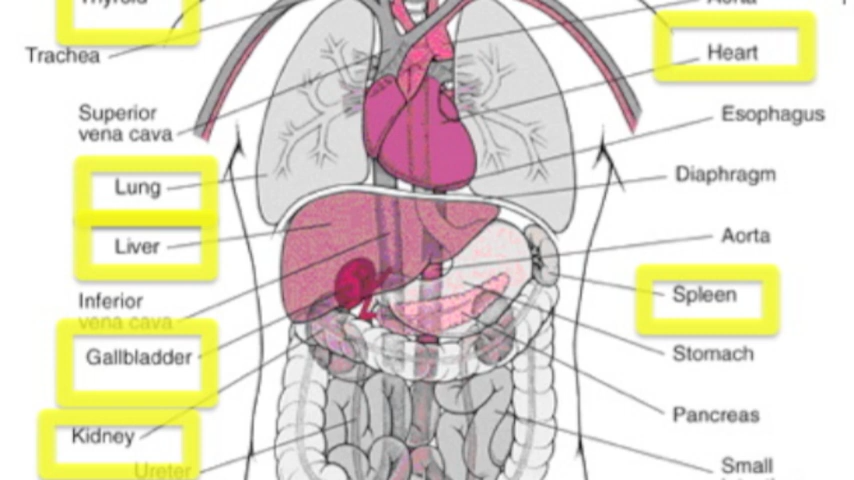 Thyroid
Trachea
Superior
vena cava
Lung
Liver
Inferior
vena cava
Gallbladder
Kidney
Ureter
Aorta
Heart
Esophagus
Diaphragm
Aorta
Spleen
Stomach
Pancreas
Small